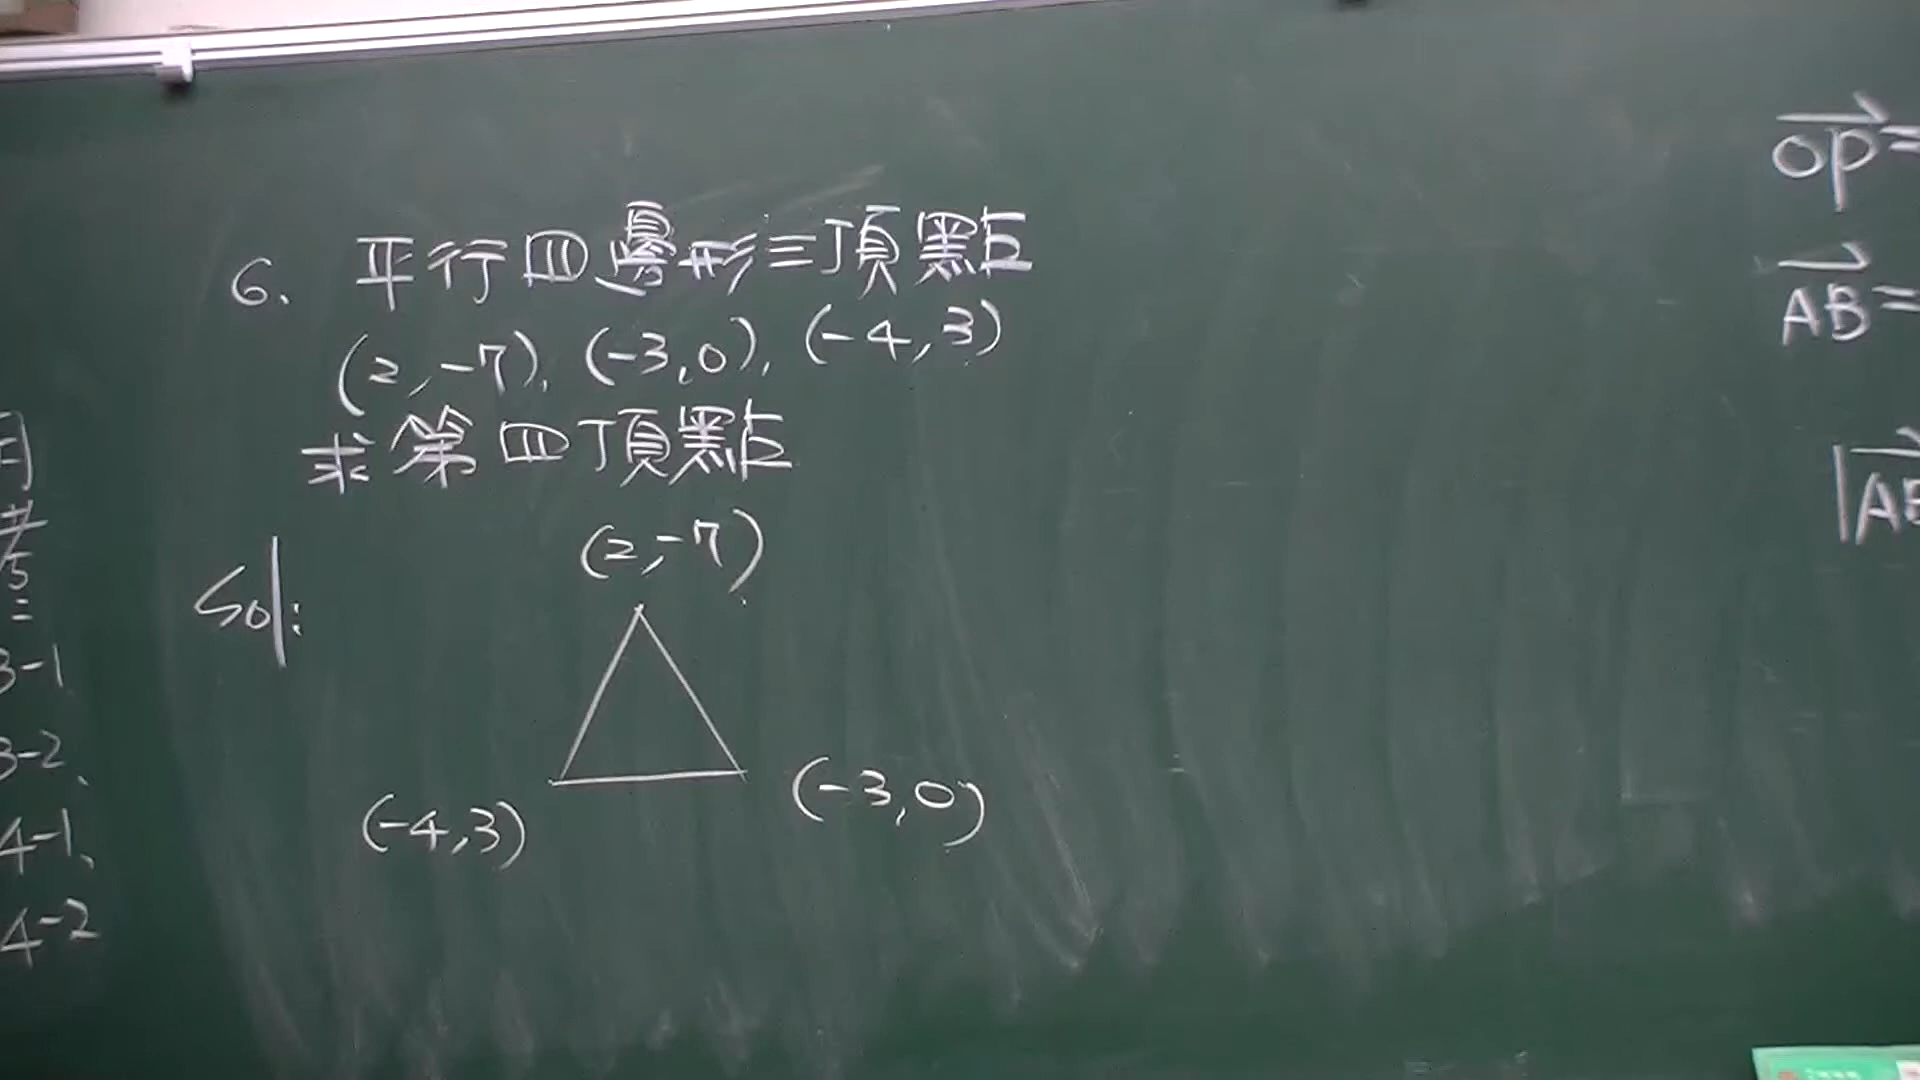 6. 平行四邊形三頂點
(2,-7), (-3,0), (-4,3)
求第四頂點
Sol:
(2,-7)
(-4,3)
(-3,0)
OP=
AB=
|AB
3-1
3-2、
4-1、
4-2